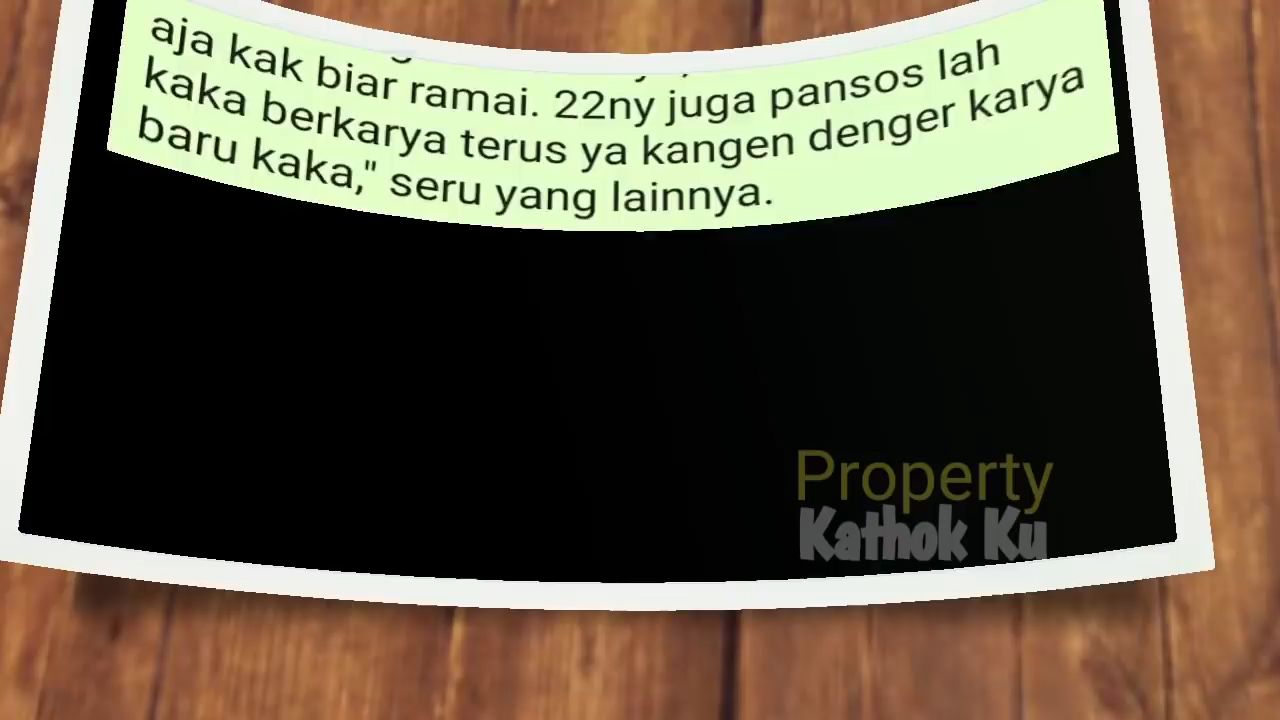 aja kak biar ramai. 22ny juga pansos lah
kaka berkarya terus ya kangen denger karya
baru kaka," seru yang lainnya.
Property
Kathok Ku